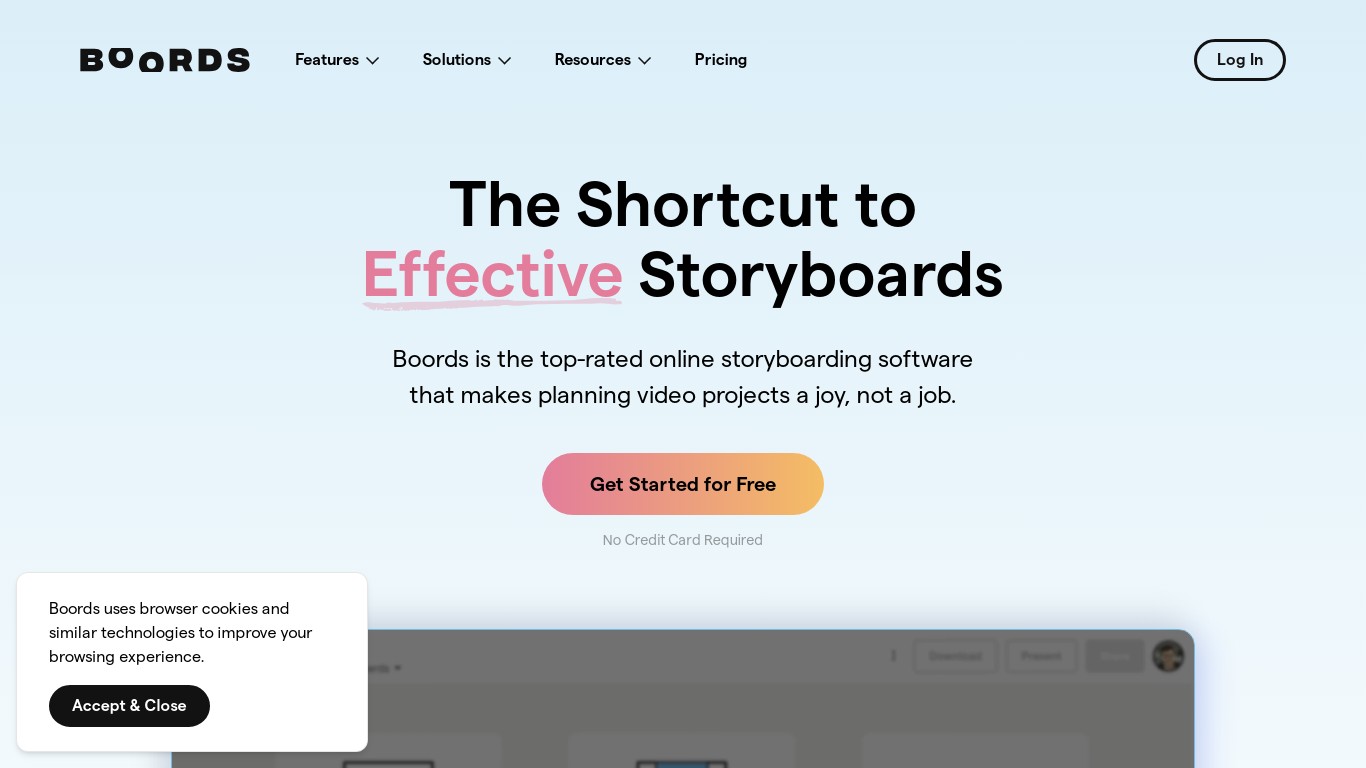 BOORDS
Features
Solutions
Resources
Pricing
Log In
The Shortcut to
Effective Storyboards
Boords is the top-rated online storyboarding software
that makes planning video projects a joy, not a job.
Get Started for Free
No Credit Card Required
Boords uses browser cookies and
similar technologies to improve your
browsing experience.
Accept & Close
Download
Present